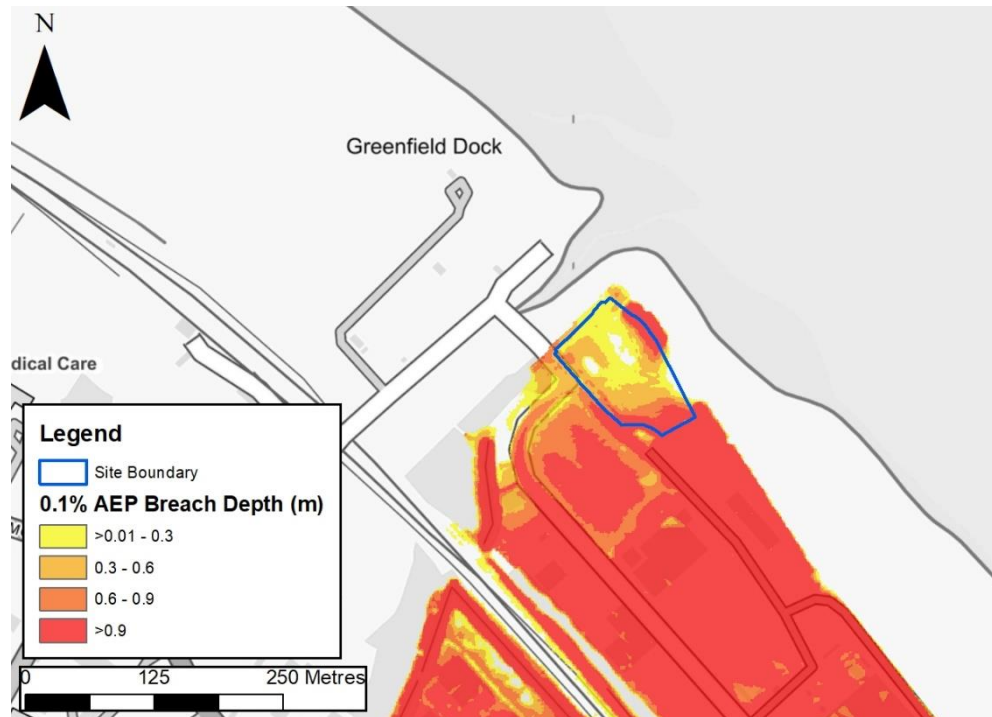 N
Greenfield Dock
dical Care
Legend
Site Boundary
0.1% AEP Breach Depth (m)
>0.01 - 0.3
0.3 - 0.6
0.6 - 0.9
>0.9
0 125 250 Metres